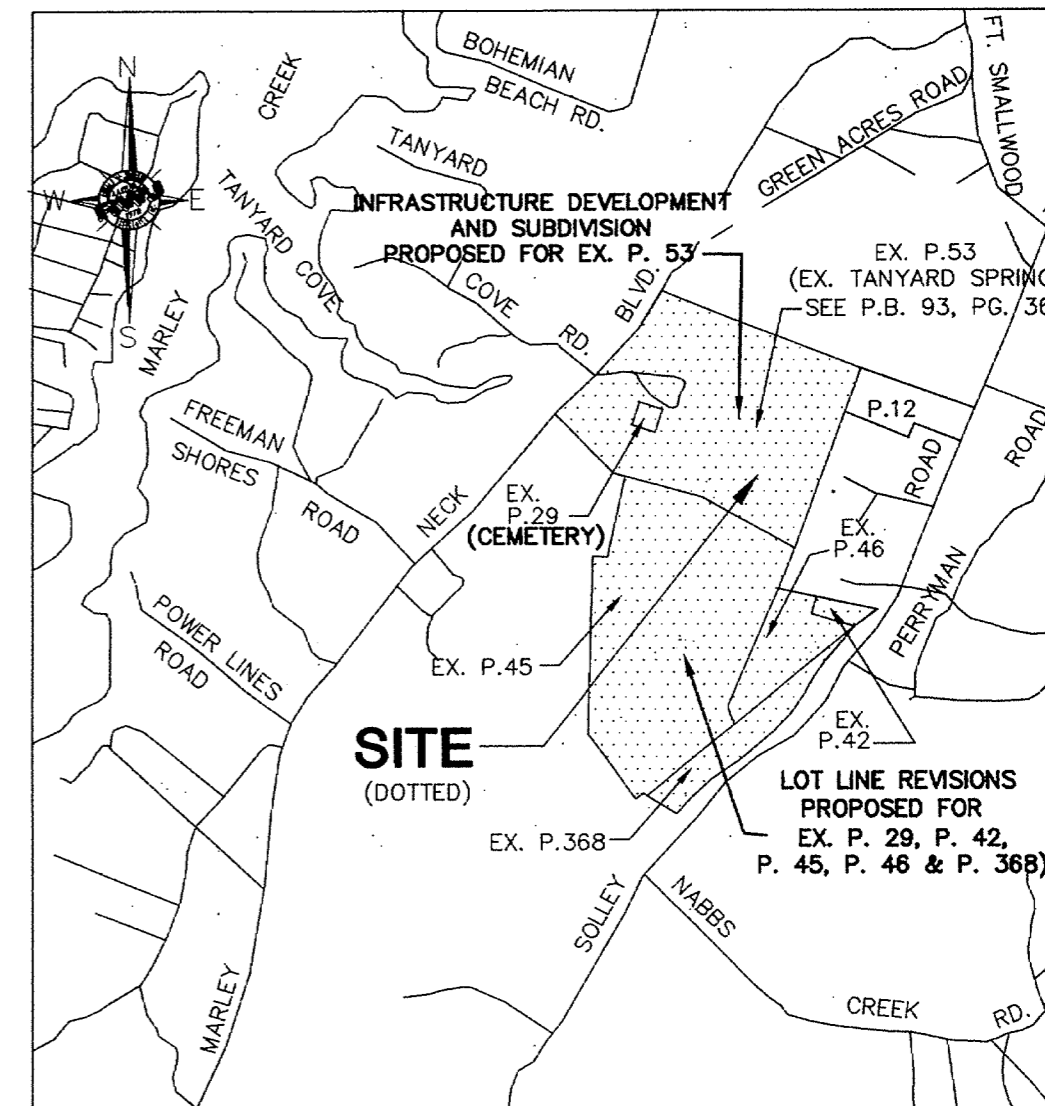 BOHEMIAN
BEACH RD.
FT. SMALLWOOD
CREEK
TANYARD
GREEN ACRES ROAD
N
W
E
S
TANYARD COVE
INFRASTRUCTURE DEVELOPMENT
AND SUBDIVISION
PROPOSED FOR EX. P. 53
EX. P.53
(EX. TANYARD SPRING
SEE P.B. 93, PG. 36
COVE
RD.
BLVD.
MARLEY
FREEMAN
SHORES
ROAD
NECK
P.12
ROAD
ROAD
EX.
P.29
(CEMETERY)
EX.
P.46
POWER LINES
ROAD
EX. P.45
PERRYMAN
SITE
(DOTTED)
EX.
P.42
EX. P.368
LOT LINE REVISIONS
PROPOSED FOR
EX. P. 29, P. 42,
P. 45, P. 46 & P. 368)
SOLLEY
NABBS
CREEK
RD.
MARLEY